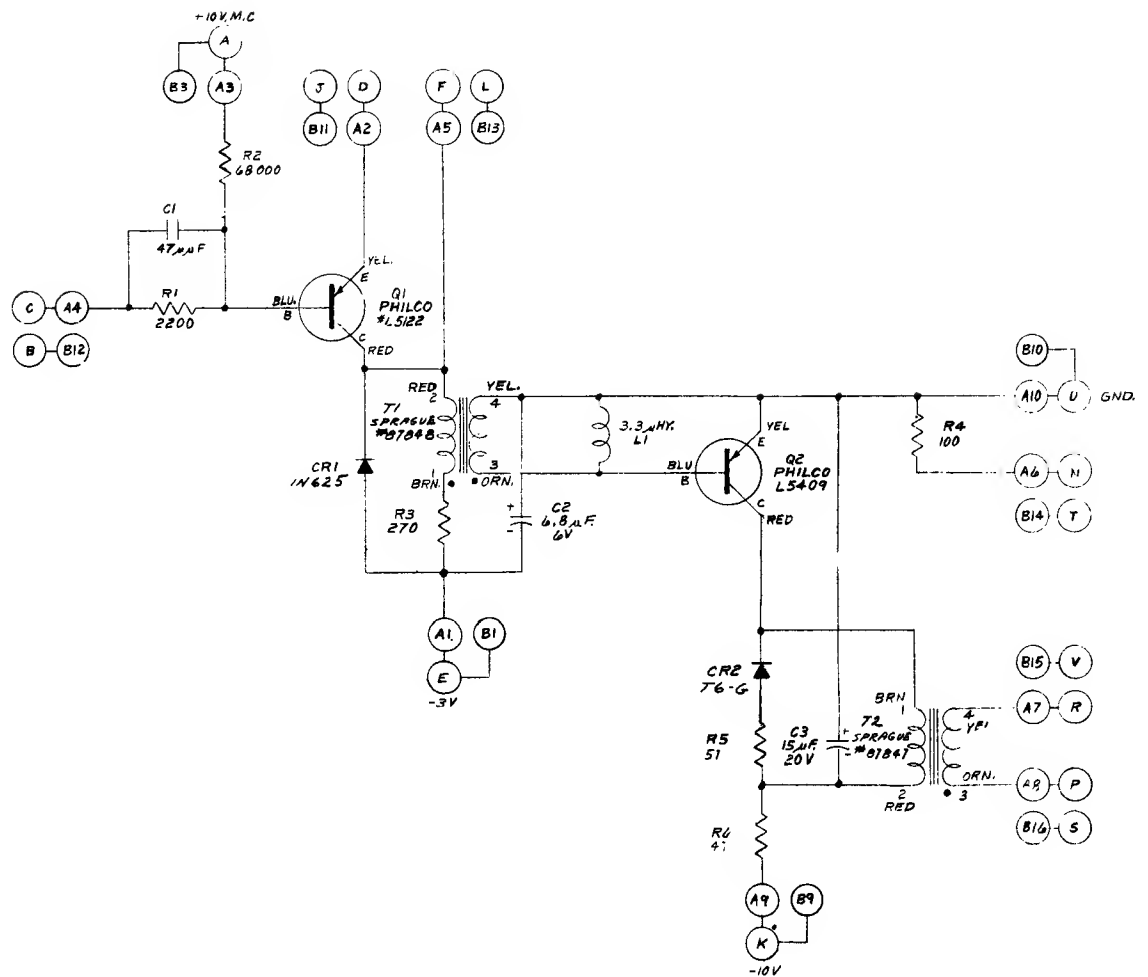 +10V. M.C
A
B3
A3
R2
68000
J
D
F
L
B11
A2
A5
B13
C1
47µµF
C
A4
R1
2200
B
B12
YEL.
E
BLU.
B
Q1
PHILCO
#L5122
C
RED
RED
2
YEL.
4
T1
SPRAGUE
#87848
CR1
1N625
1
BRN.
3
ORN.
R3
270
+
-
C2
6.8µF.
6V
3.3µHY.
L1
YEL
E
BLU
B
Q2
PHILCO
L5409
C
RED
B10
A10
U
GND.
R4
100
A6
N
B14
T
A1.
B1
E
-3V
CR2
T6-G
R5
51
C3
15µF.
20V
+
-
T2
SPRAGUE
#87847
BRN
1
2
RED
4
ORN.
3
B15
V
A7
R
A8
P
B16
S
R6
A9
B9
K
-10V